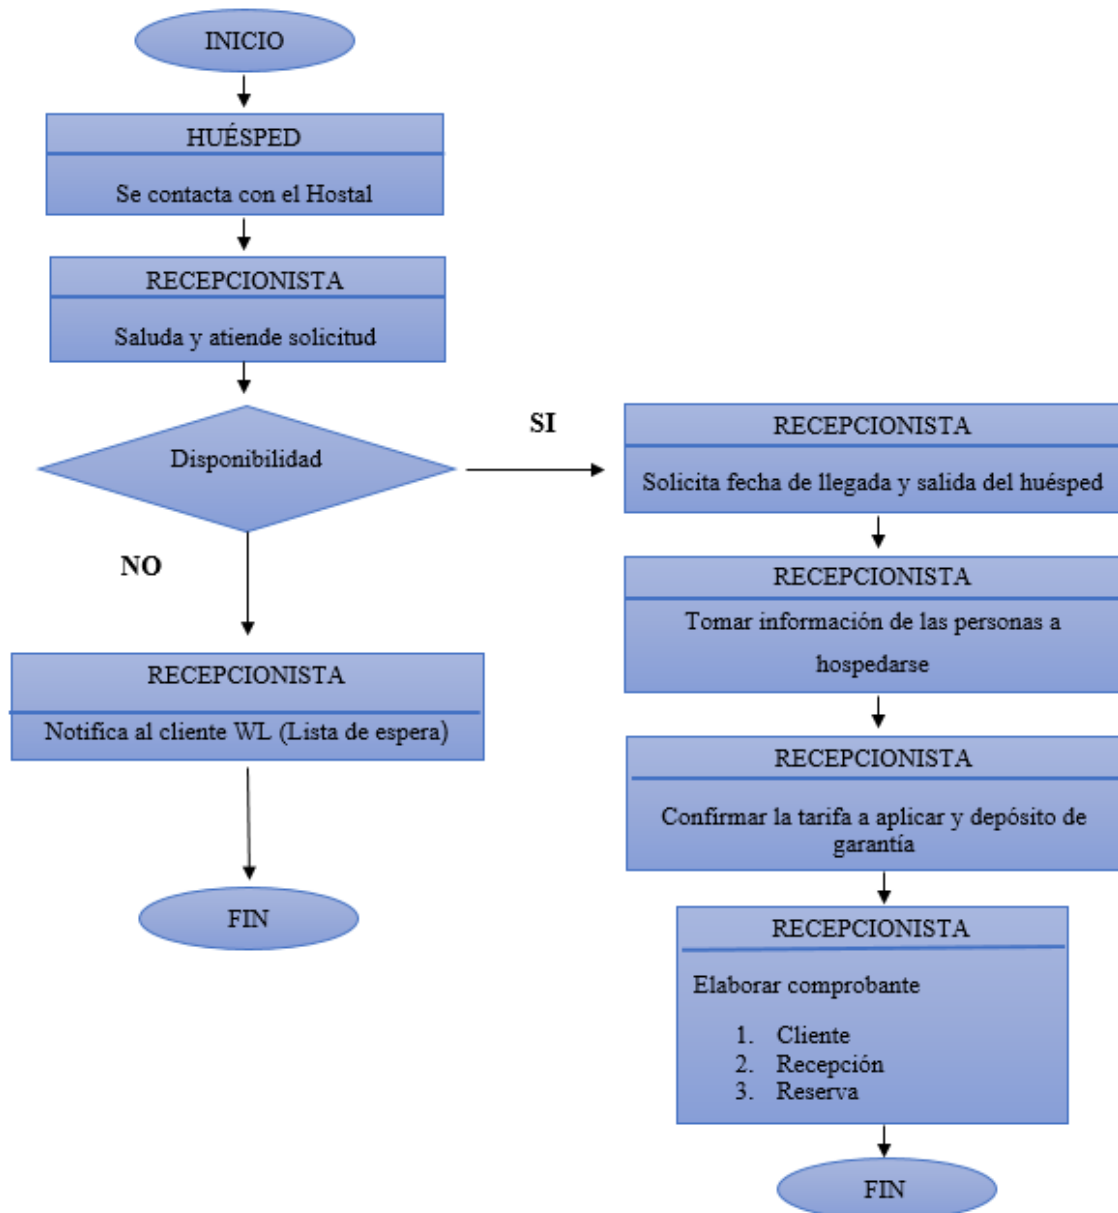 INICIO
HUÉSPED
Se contacta con el Hostal
RECEPCIONISTA
Saluda y atiende solicitud
Disponibilidad
SI
NO
RECEPCIONISTA
Notifica al cliente WL (Lista de espera)
FIN
RECEPCIONISTA
Solicita fecha de llegada y salida del huésped
RECEPCIONISTA
Tomar información de las personas a
hospedarse
RECEPCIONISTA
Confirmar la tarifa a aplicar y depósito de
garantía
RECEPCIONISTA
Elaborar comprobante
1. Cliente
2. Recepción
3. Reserva
FIN